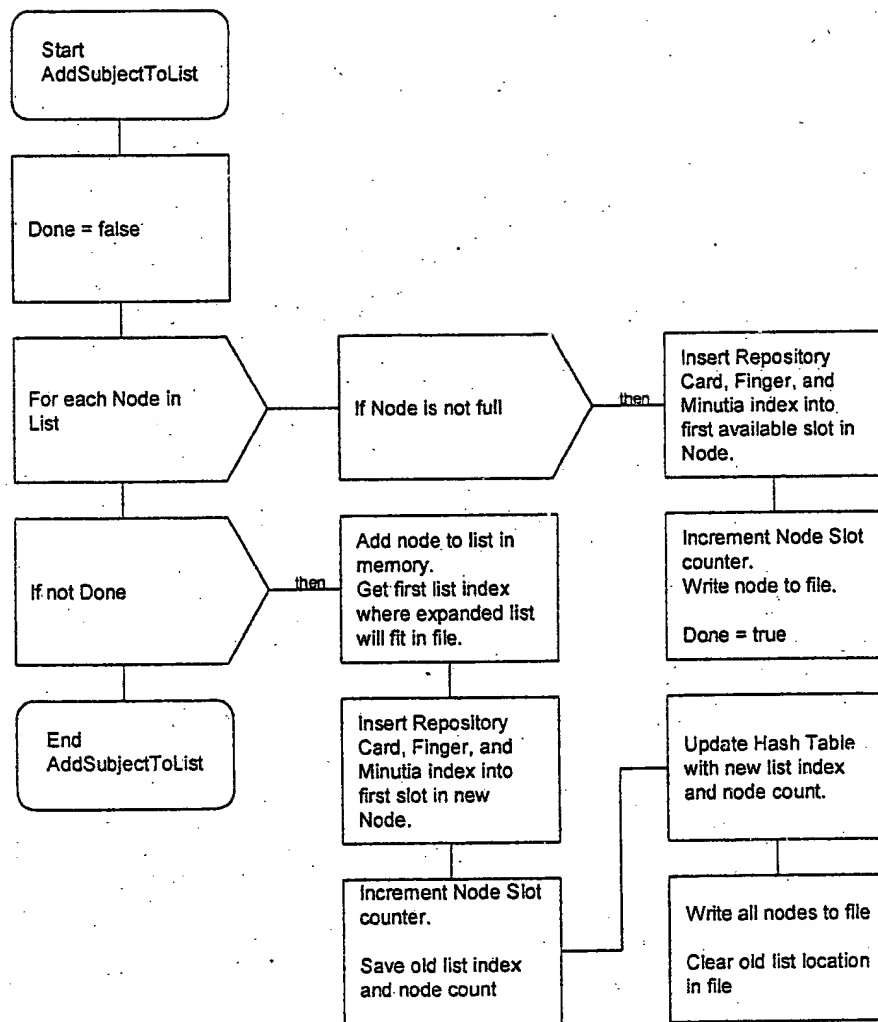 Start
AddSubjectToList
Done = false
For each Node in
List
If Node is not full
then
Insert Repository
Card, Finger, and
Minutia index into
first available slot in
Node.
Increment Node Slot
counter.
Write node to file.
Done = true
If not Done
then
Add node to list in
memory.
Get first list index
where expanded list
will fit in file.
Insert Repository
Card, Finger, and
Minutia index into
first slot in new
Node.
Increment Node Slot
counter.
Save old list index
and node count
Update Hash Table
with new list index
and node count.
Write all nodes to file
Clear old list location
in file
End
AddSubjectToList